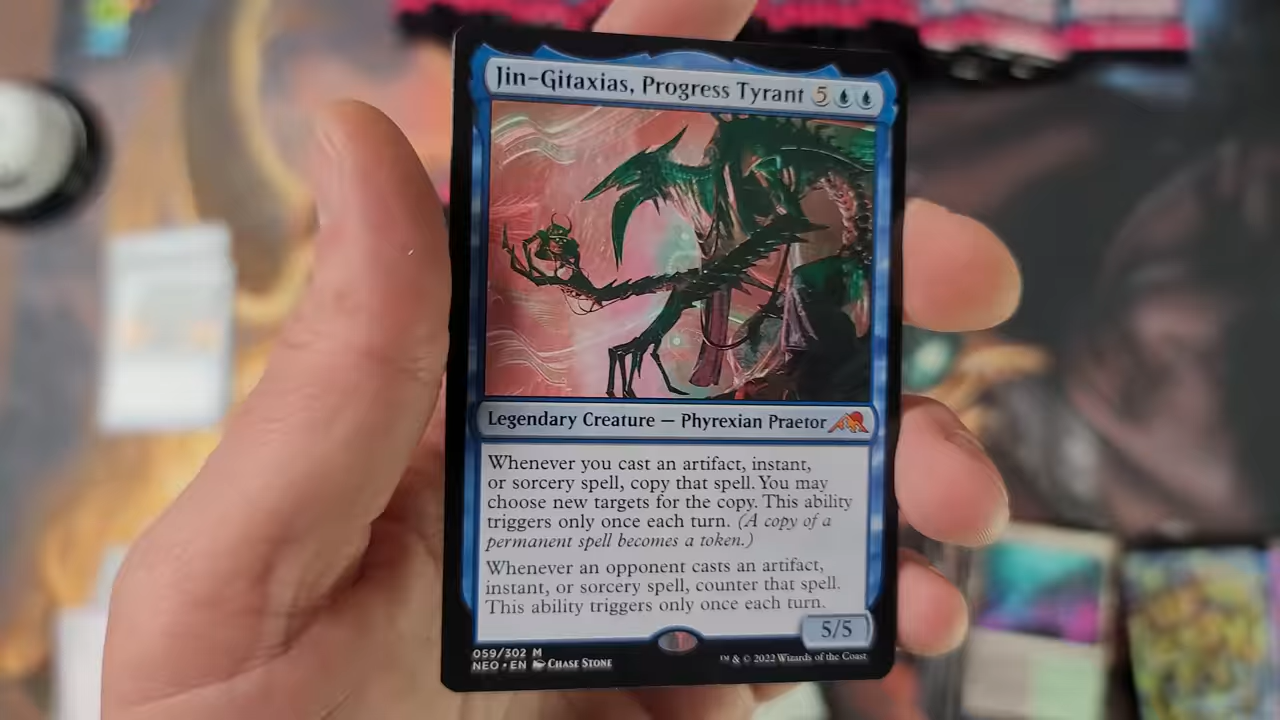 Jin-Gitaxias, Progress Tyrant 5
Legendary Creature — Phyrexian Praetor
Whenever you cast an artifact, instant,
or sorcery spell, copy that spell. You may
choose new targets for the copy. This ability
triggers only once each turn. (A copy of a
permanent spell becomes a token.)
Whenever an opponent casts an artifact,
instant, or sorcery spell, counter that spell.
This ability triggers only once each turn.
5/5
059/302 M
NEO • EN Chase Stone
™ & © 2022 Wizards of the Coast